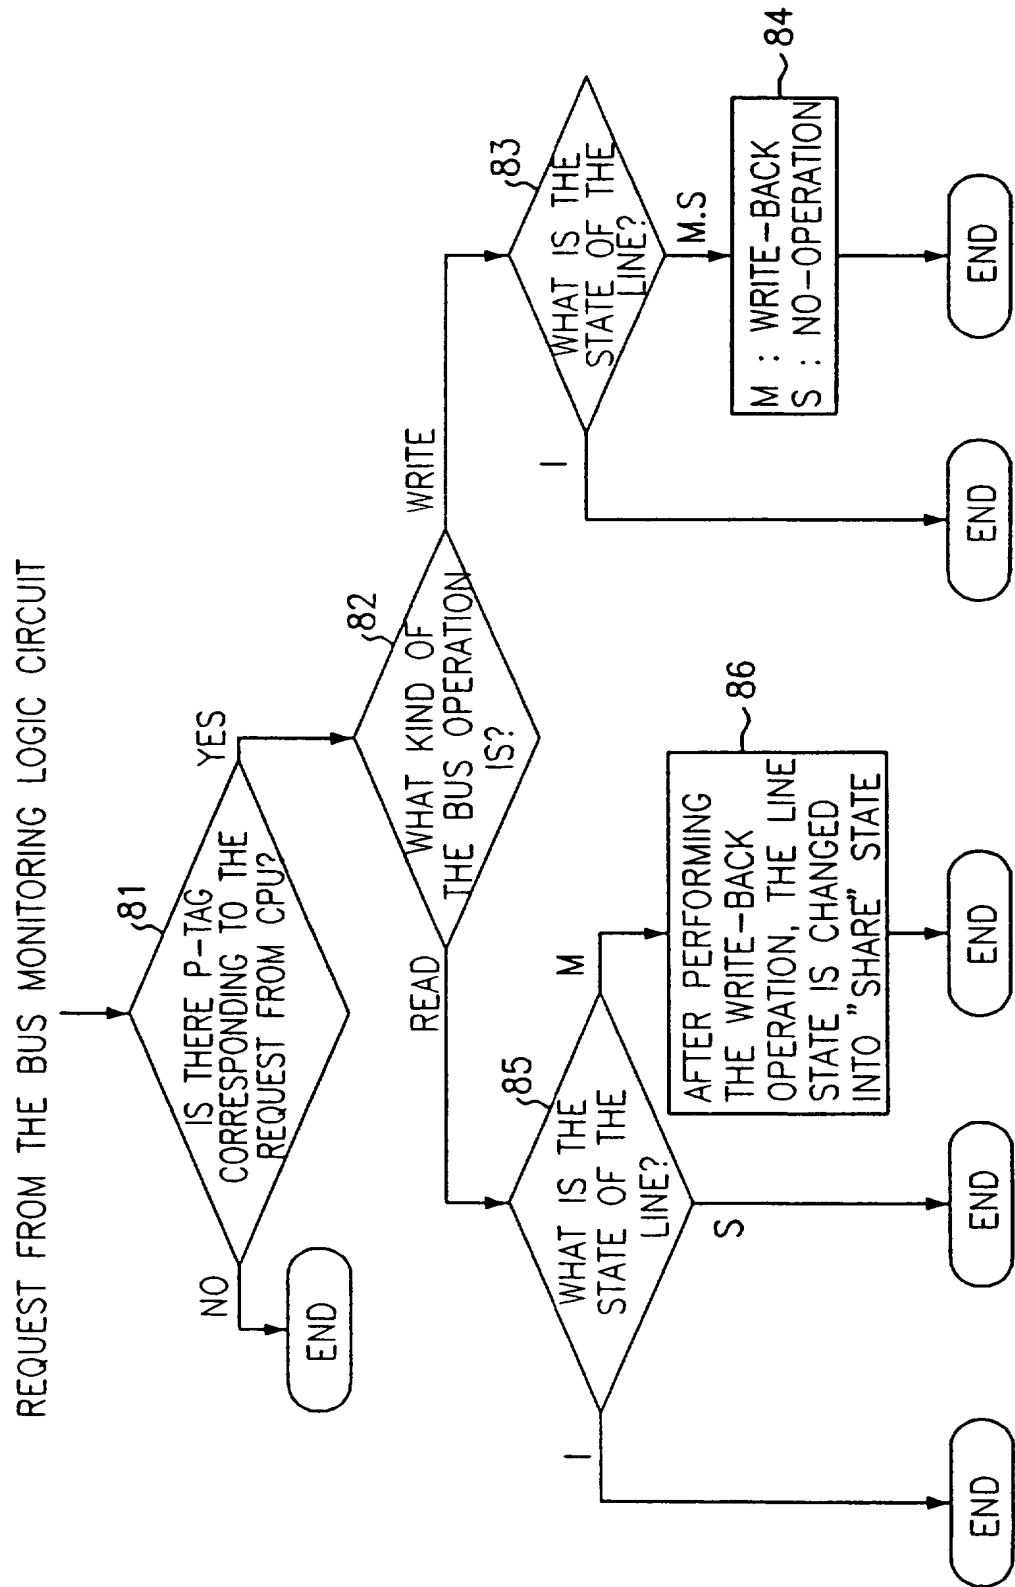 REQUEST FROM THE BUS MONITORING LOGIC CIRCUIT
81
IS THERE P-TAG
CORRESPONDING TO THE
REQUEST FROM CPU?
NO
YES
END
82
WHAT KIND OF
THE BUS OPERATION
IS?
READ
WRITE
85
WHAT IS THE
STATE OF THE
LINE?
I
M
S
83
WHAT IS THE
STATE OF THE
LINE?
I
M.S
86
AFTER PERFORMING
THE WRITE-BACK
OPERATION, THE LINE
STATE IS CHANGED
INTO "SHARE" STATE
84
M : WRITE-BACK
S : NO-OPERATION
END
END
END
END
END